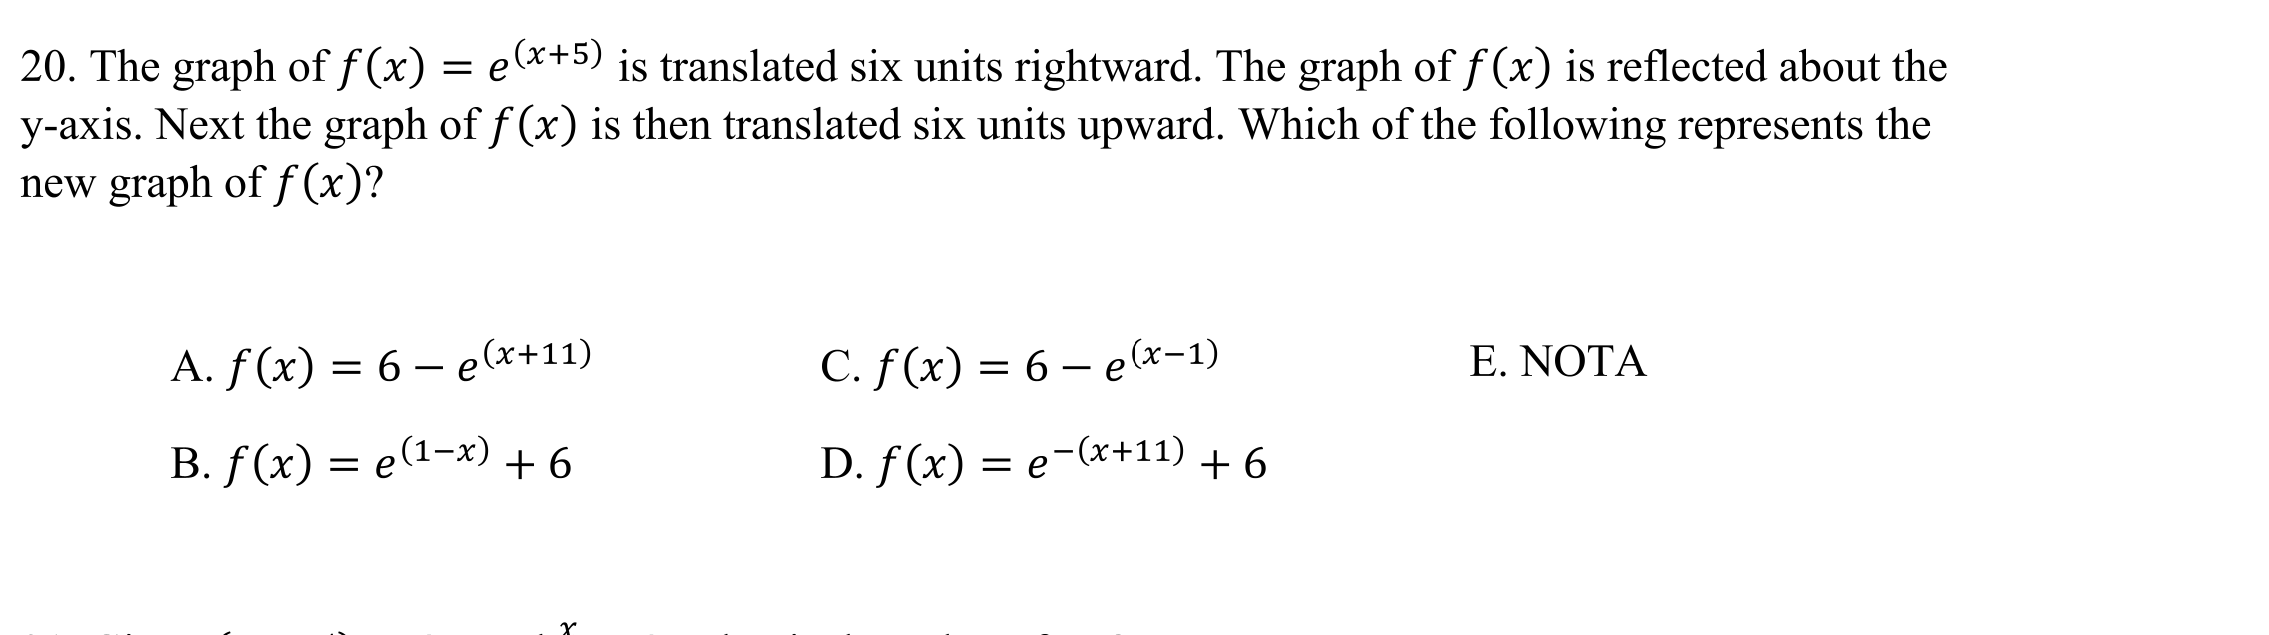 20. The graph of f(x) = e^(x+5) is translated six units rightward. The graph of f(x) is reflected about the
y-axis. Next the graph of f(x) is then translated six units upward. Which of the following represents the
new graph of f(x)?
A. f(x) = 6 − e^(x+11) C. f(x) = 6 − e^(x−1) E. NOTA
B. f(x) = e^(1−x) + 6 D. f(x) = e^−(x+11) + 6